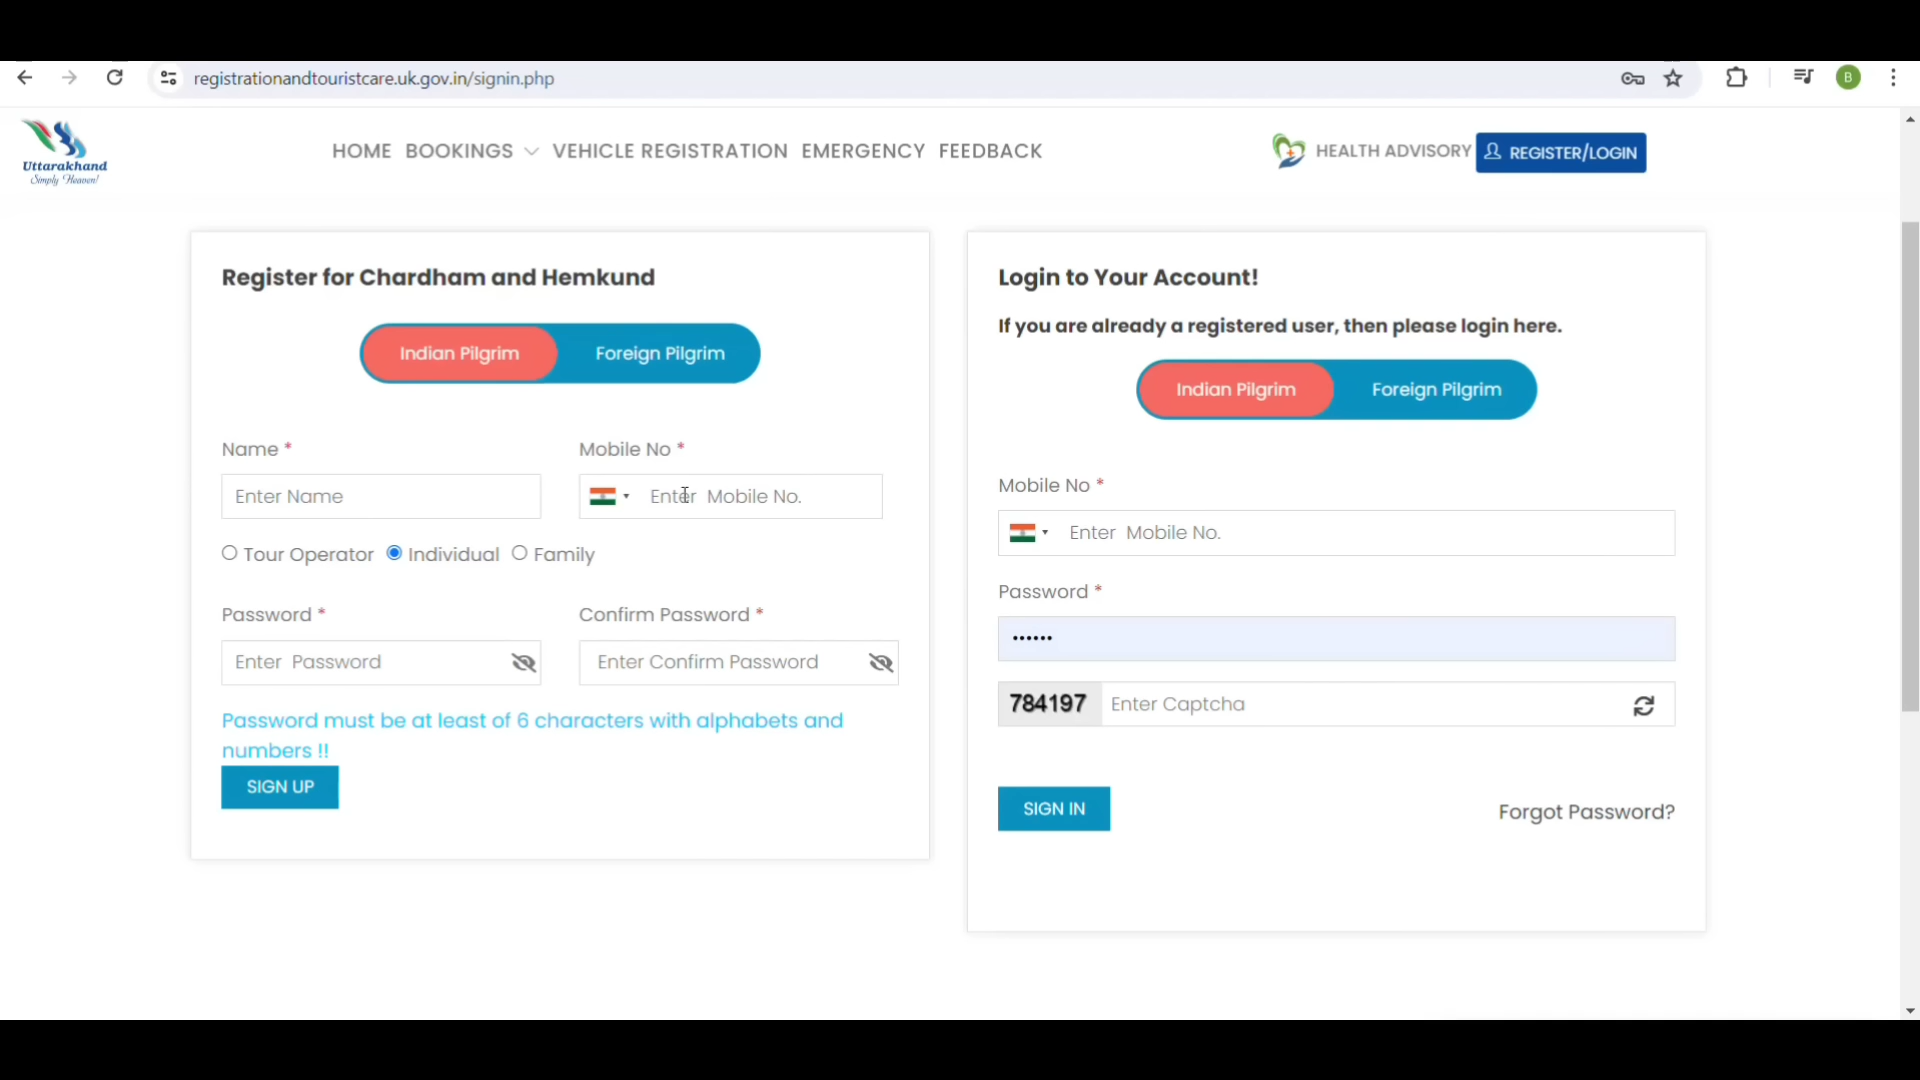 registrationandtouristcare.uk.gov.in/signin.php
B
Uttarakhand
Simply Heaven!
HOME BOOKINGS VEHICLE REGISTRATION EMERGENCY FEEDBACK
HEALTH ADVISORY
REGISTER/LOGIN
Register for Chardham and Hemkund
Indian Pilgrim Foreign Pilgrim
Name * Mobile No *
Enter Name Enter Mobile No.
Tour Operator Individual Family
Password * Confirm Password *
Enter Password Enter Confirm Password
Password must be at least of 6 characters with alphabets and
numbers !!
SIGN UP
Login to Your Account!
If you are already a registered user, then please login here.
Indian Pilgrim Foreign Pilgrim
Mobile No *
Enter Mobile No.
Password *
••••••
784197 Enter Captcha
SIGN IN Forgot Password?